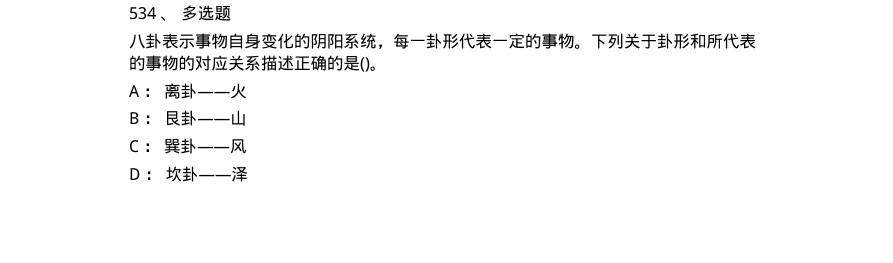 534 、 多选题
八卦表示事物自身变化的阴阳系统，每一卦形代表一定的事物。下列关于卦形和所代表
的事物的对应关系描述正确的是()。
A ： 离卦——火
B ： 艮卦——山
C ： 巽卦——风
D ： 坎卦——泽